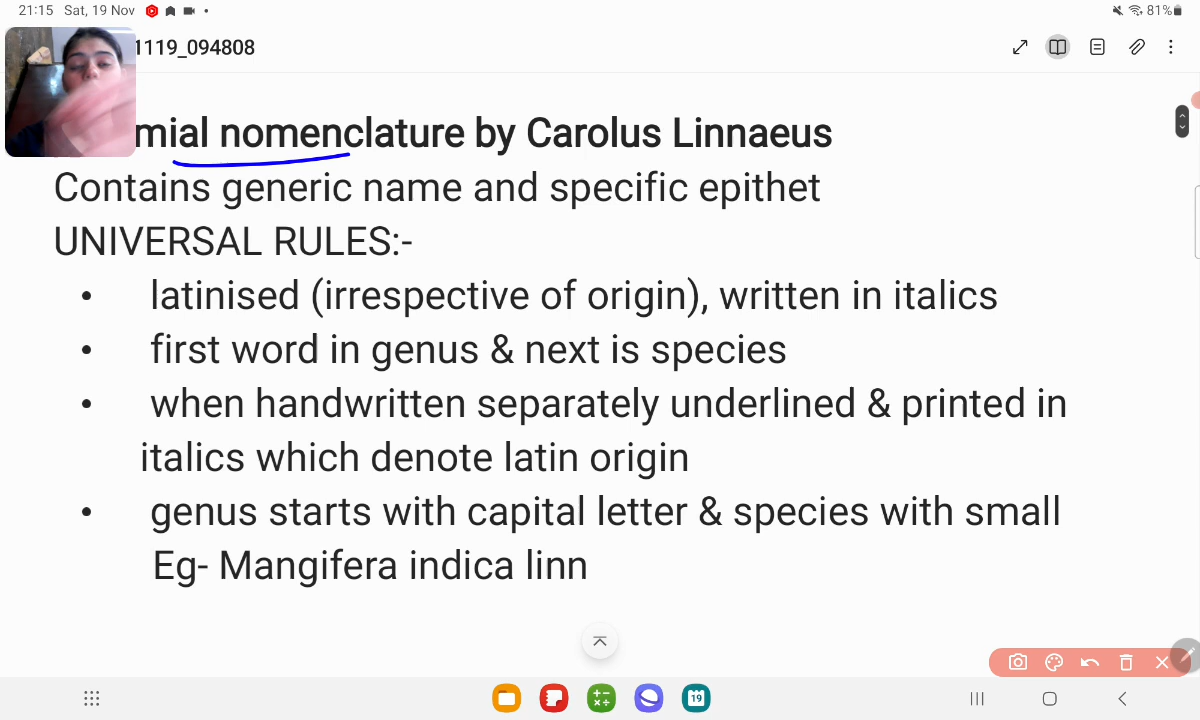 21:15 Sat, 19 Nov
81%
1119_094808
mial nomenclature by Carolus Linnaeus
Contains generic name and specific epithet
UNIVERSAL RULES:-
• latinised (irrespective of origin), written in italics
• first word in genus & next is species
• when handwritten separately underlined & printed in
italics which denote latin origin
• genus starts with capital letter & species with small
Eg- Mangifera indica linn
19